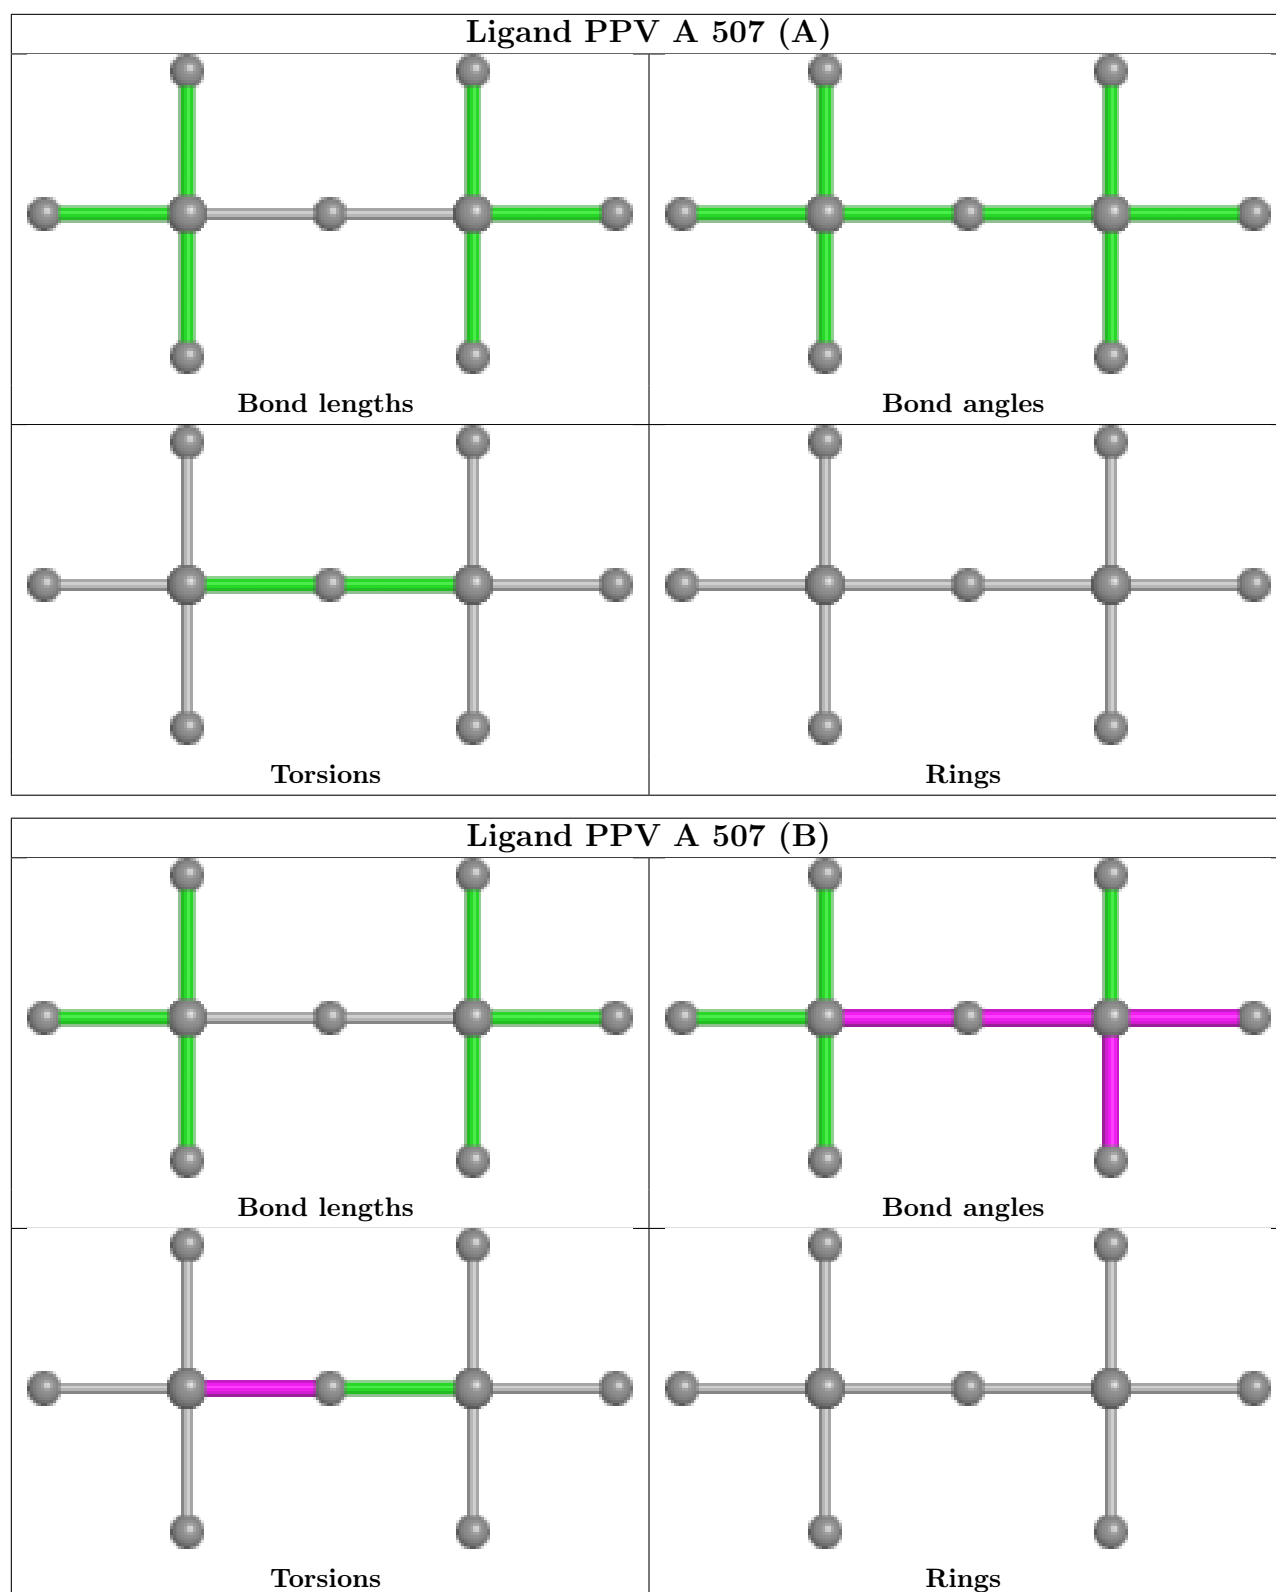 Ligand PPV A 507 (A)
Bond lengths
Bond angles
Torsions
Rings
Ligand PPV A 507 (B)
Bond lengths
Bond angles
Torsions
Rings